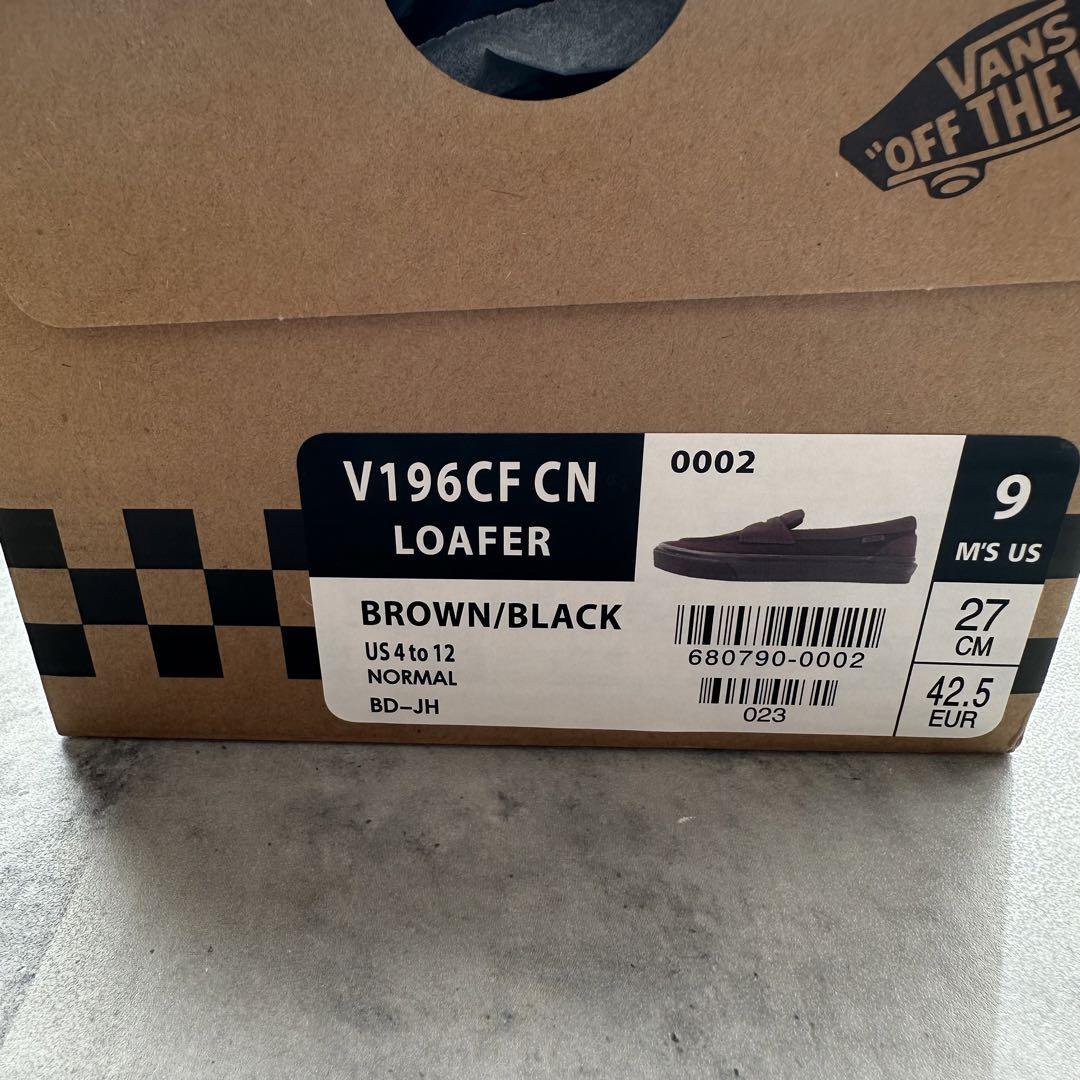 VANS
"OFF THE
V196CF CN
LOAFER
BROWN/BLACK
US 4 to 12
NORMAL
BD-JH
0002
680790-0002
023
9
M'S US
27
CM
42.5
EUR